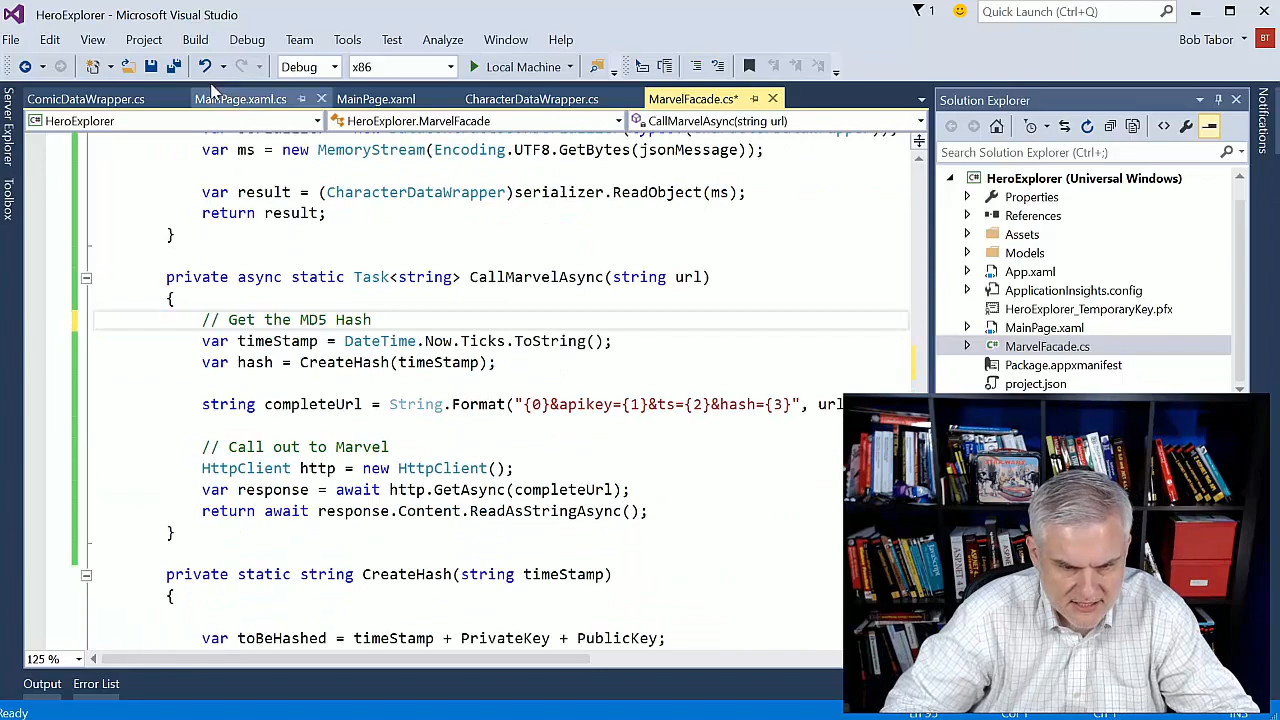 HeroExplorer - Microsoft Visual Studio
1
Quick Launch (Ctrl+Q)
File Edit View Project Build Debug Team Tools Test Analyze Window Help
Bob Tabor BT
Debug x86 Local Machine
ComicDataWrapper.cs MainPage.xaml.cs MainPage.xaml CharacterDataWrapper.cs MarvelFacade.cs*
HeroExplorer HeroExplorer.MarvelFacade CallMarvelAsync(string url)
Server Explorer
Toolbox
var ms = new MemoryStream(Encoding.UTF8.GetBytes(jsonMessage));
var result = (CharacterDataWrapper)serializer.ReadObject(ms);
return result;
}
private async static Task<string> CallMarvelAsync(string url)
{
// Get the MD5 Hash
var timeStamp = DateTime.Now.Ticks.ToString();
var hash = CreateHash(timeStamp);
string completeUrl = String.Format("{0}&apikey={1}&ts={2}&hash={3}", url
// Call out to Marvel
HttpClient http = new HttpClient();
var response = await http.GetAsync(completeUrl);
return await response.Content.ReadAsStringAsync();
}
private static string CreateHash(string timeStamp)
{
var toBeHashed = timeStamp + PrivateKey + PublicKey;
125 %
Output Error List
Ready
Solution Explorer
Search Solution Explorer (Ctrl+;)
HeroExplorer (Universal Windows)
Properties
References
Assets
Models
App.xaml
ApplicationInsights.config
HeroExplorer_TemporaryKey.pfx
MainPage.xaml
MarvelFacade.cs
Package.appxmanifest
project.json
Notifications